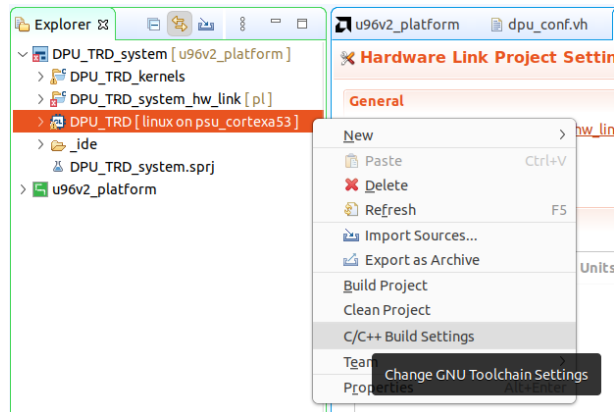 Explorer
u96v2_platform
dpu_conf.vh
DPU_TRD_system [ u96v2_platform ]
DPU_TRD_kernels
DPU_TRD_system_hw_link [ pl ]
DPU_TRD [ linux on psu_cortexa53 ]
_ide
DPU_TRD_system.sprj
u96v2_platform
Hardware Link Project Settin
General
hw_lin
Units
New
Paste Ctrl+V
Delete
Refresh F5
Import Sources...
Export as Archive
Build Project
Clean Project
C/C++ Build Settings
Team
Change GNU Toolchain Settings
Properties Alt+Enter